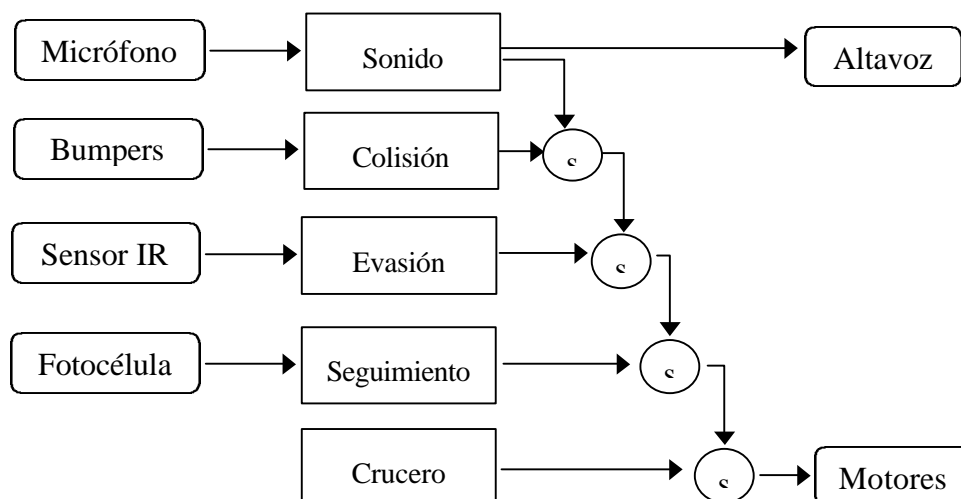 Micrófono
Sonido
Altavoz
Bumpers
Colisión
s
Sensor IR
Evasión
s
Fotocélula
Seguimiento
s
Crucero
s
Motores